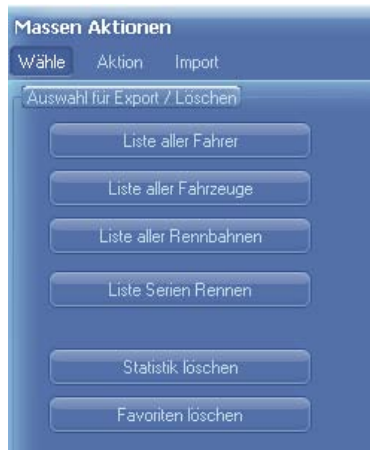 Massen Aktionen
Wähle Aktion Import
Auswahl für Export / Löschen
Liste aller Fahrer
Liste aller Fahrzeuge
Liste aller Rennbahnen
Liste Serien Rennen
Statistik löschen
Favoriten löschen